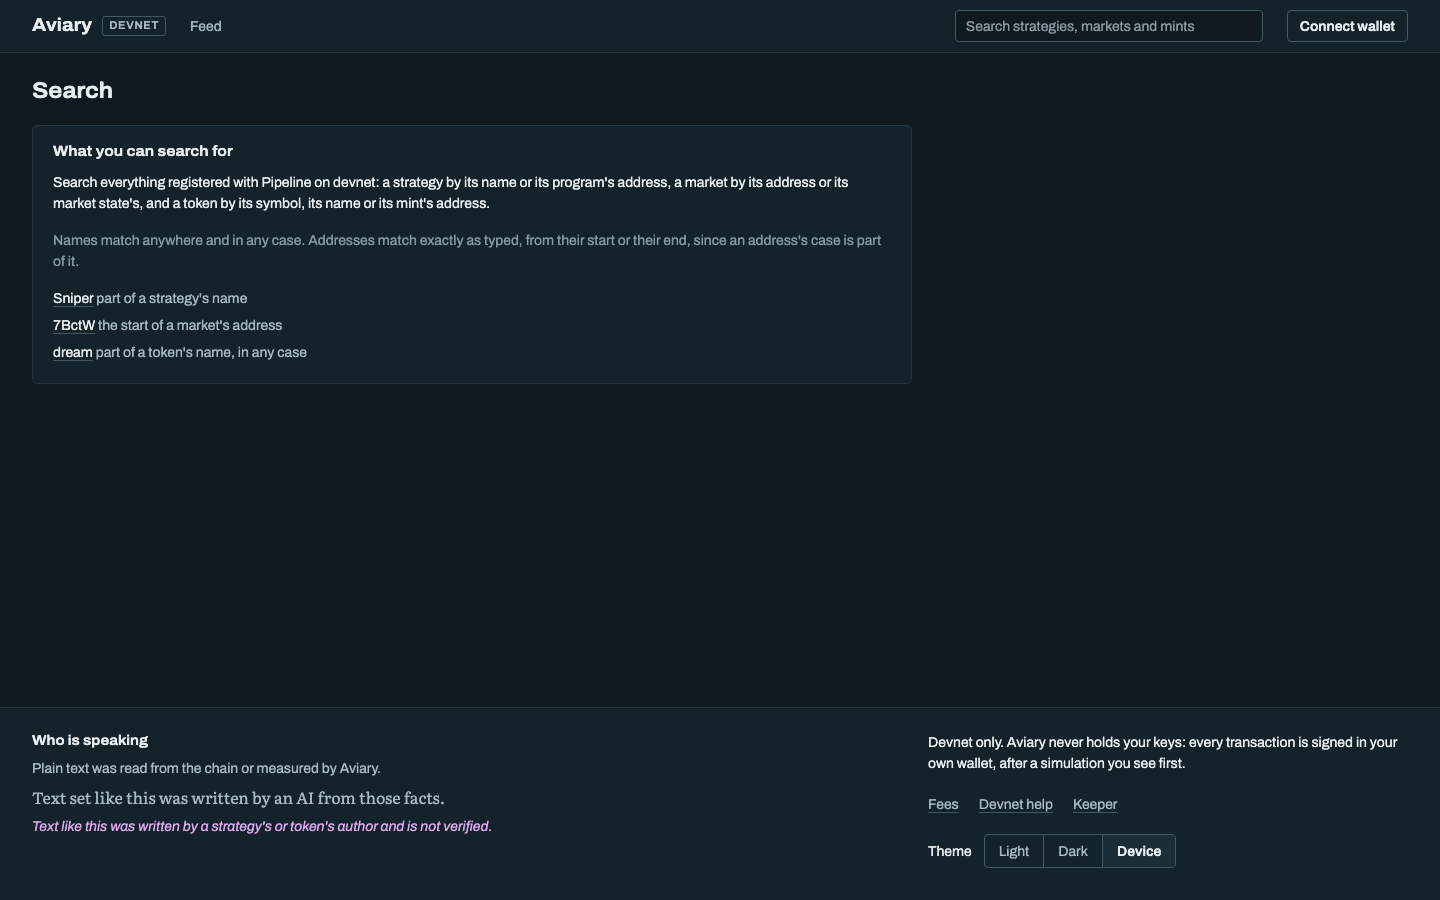 Aviary DEVNET Feed Search strategies, markets and mints Connect wallet
Search
What you can search for
Search everything registered with Pipeline on devnet: a strategy by its name or its program's address, a market by its address or its
market state's, and a token by its symbol, its name or its mint's address.
Names match anywhere and in any case. Addresses match exactly as typed, from their start or their end, since an address's case is part
of it.
Sniper part of a strategy's name
7BctW the start of a market's address
dream part of a token's name, in any case
Who is speaking
Plain text was read from the chain or measured by Aviary.
Text set like this was written by an AI from those facts.
Text like this was written by a strategy's or token's author and is not verified.
Devnet only. Aviary never holds your keys: every transaction is signed in your
own wallet, after a simulation you see first.
Fees Devnet help Keeper
Theme Light Dark Device